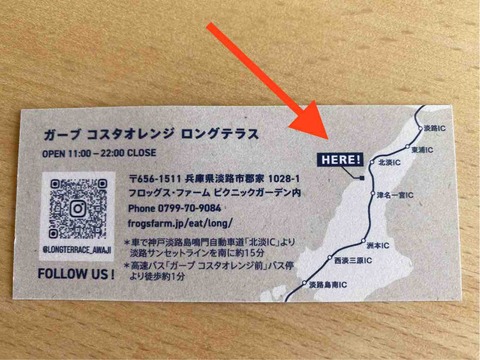 ガーブ コスタオレンジ ロングテラス
OPEN 11:00 – 22:00 CLOSE
〒656-1511 兵庫県淡路市郡家 1028-1
フロッグス・ファーム ピクニックガーデン内
Phone 0799-70-9084
frogsfarm.jp/eat/long/
@LONGTERRACE_AWAJI
FOLLOW US !
*車で神戸淡路島鳴門自動車道「北淡IC」より
淡路サンセットラインを南に約15分
*高速バス「ガーブ コスタオレンジ前」バス停
より徒歩約1分
HERE!
淡路IC
東浦IC
北淡IC
津名一宮IC
洲本IC
西淡三原IC
淡路島南IC